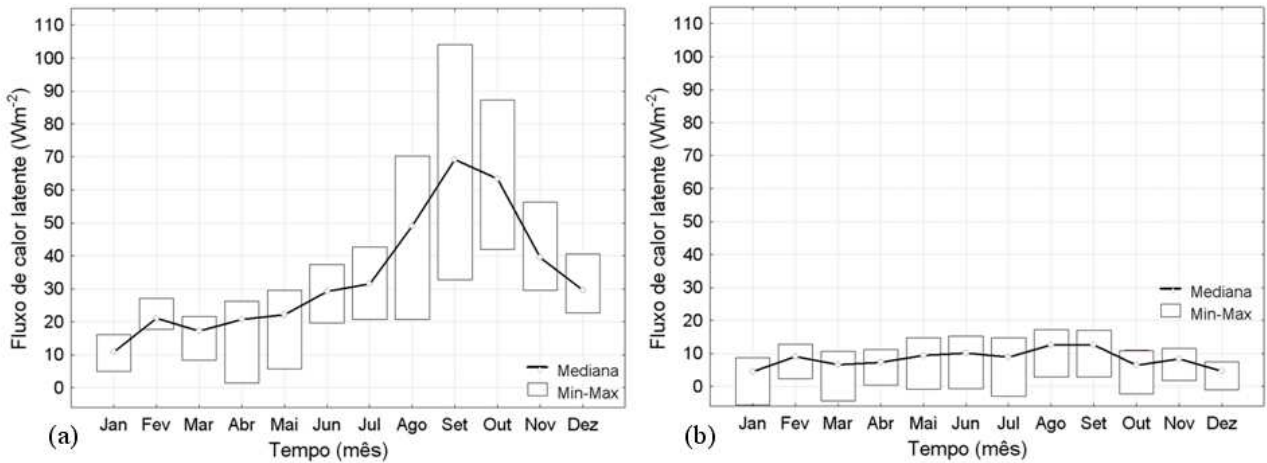 110
100
90
80
70
60
50
40
30
20
10
0
Fluxo de calor latente (Wm⁻²)
Mediana
Min-Max
Jan Fev Mar Abr Mai Jun Jul Ago Set Out Nov Dez
Tempo (mês)
(a)
110
100
90
80
70
60
50
40
30
20
10
0
Fluxo de calor latente (Wm⁻²)
Mediana
Min-Max
Jan Fev Mar Abr Mai Jun Jul Ago Set Out Nov Dez
Tempo (mês)
(b)